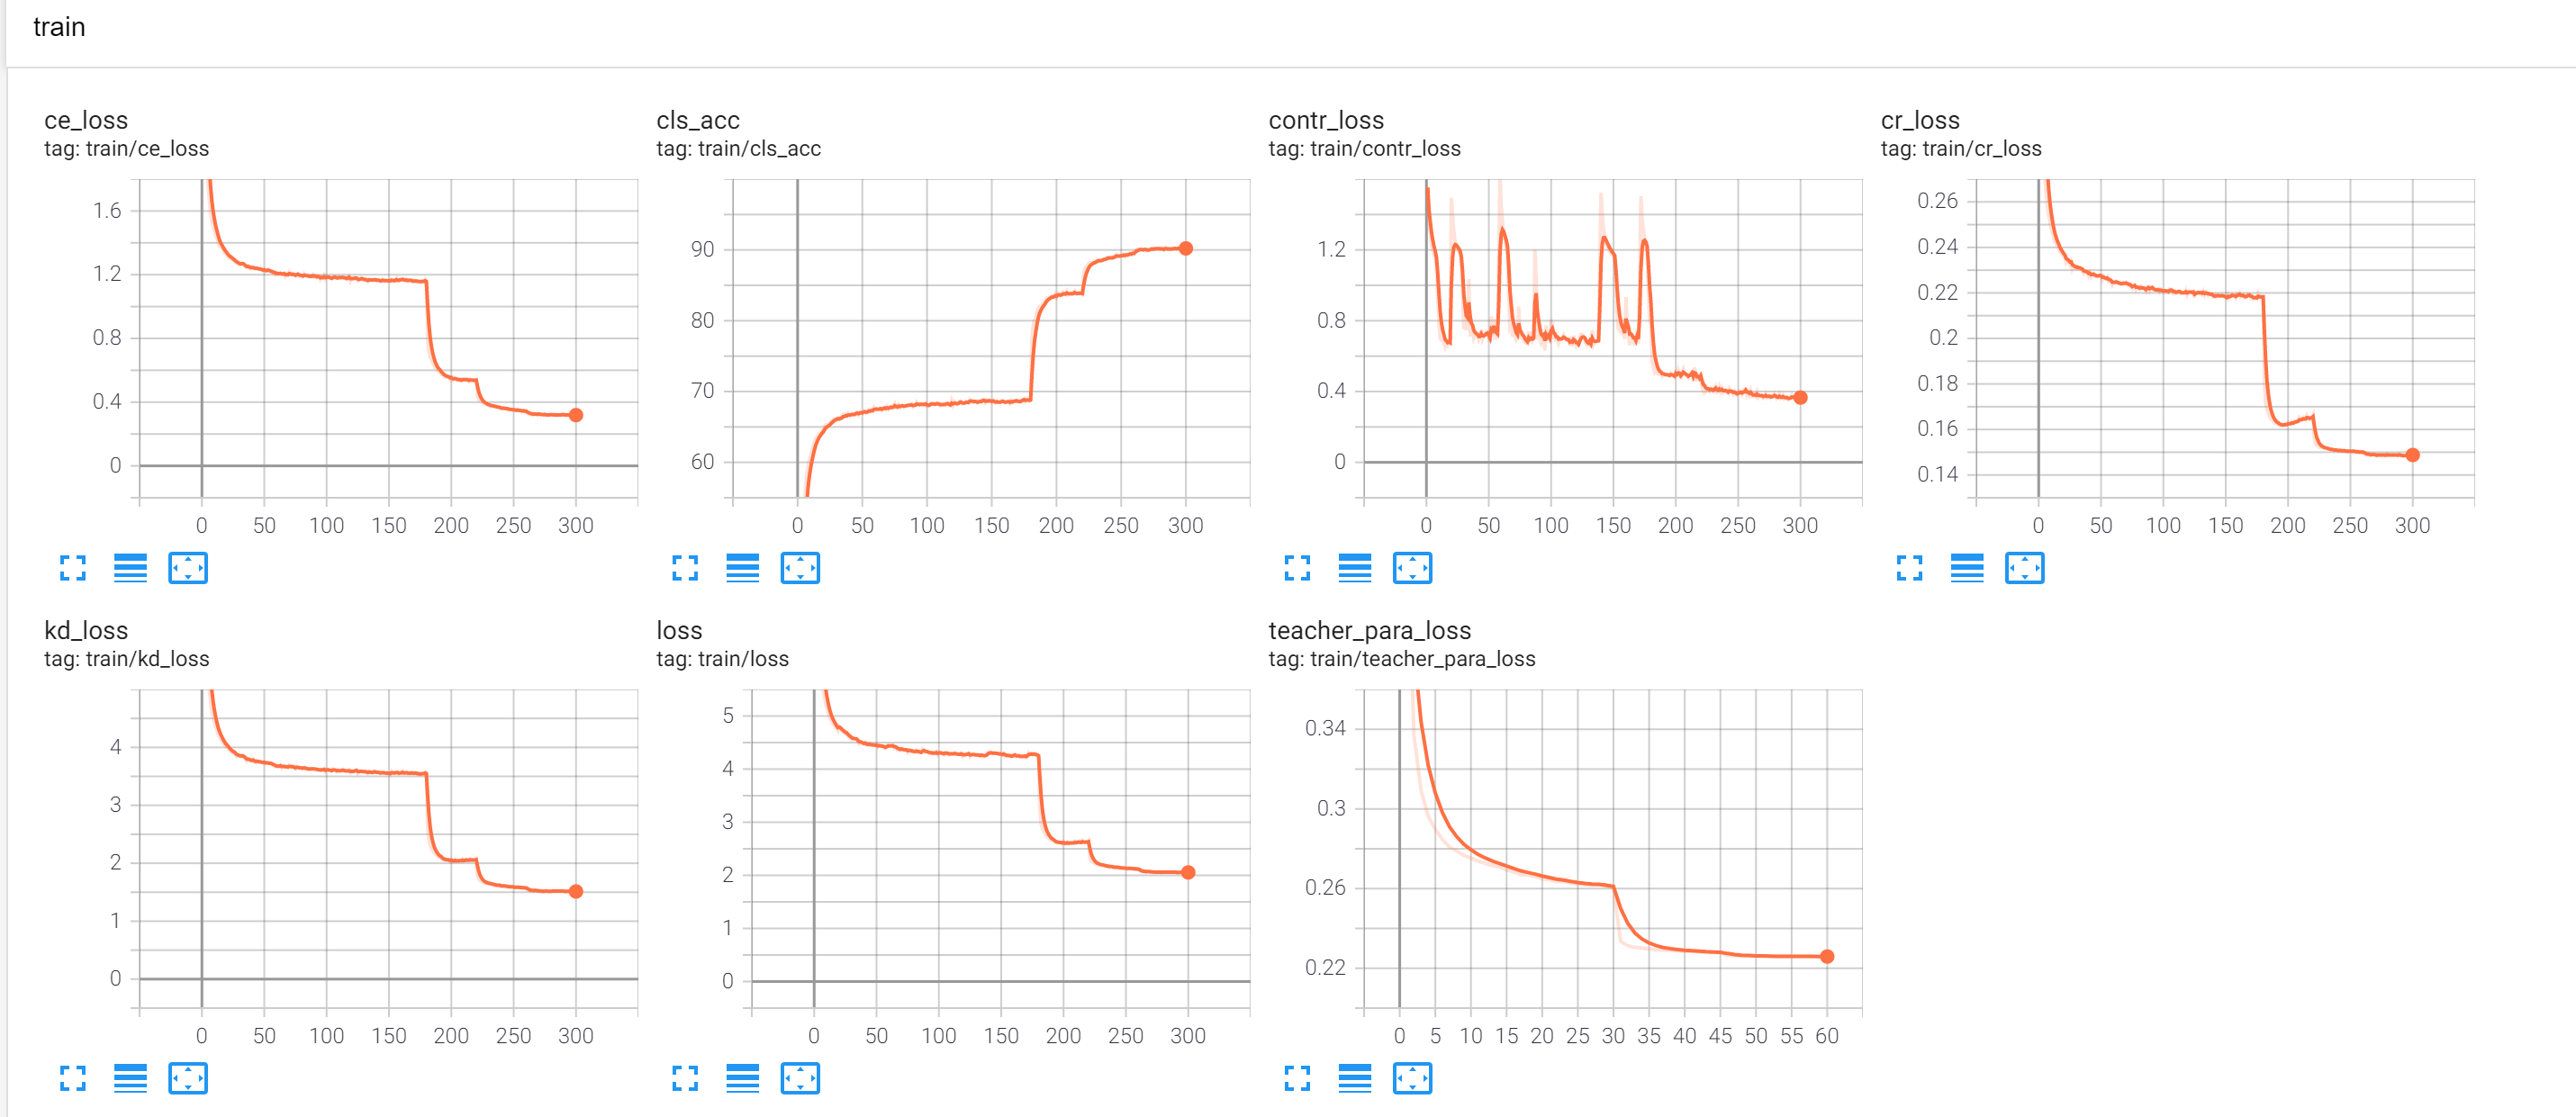 train
ce_loss
tag: train/ce_loss
1.6
1.2
0.8
0.4
0
0 50 100 150 200 250 300
cls_acc
tag: train/cls_acc
90
80
70
60
0 50 100 150 200 250 300
contr_loss
tag: train/contr_loss
1.2
0.8
0.4
0
0 50 100 150 200 250 300
cr_loss
tag: train/cr_loss
0.26
0.24
0.22
0.2
0.18
0.16
0.14
0 50 100 150 200 250 300
kd_loss
tag: train/kd_loss
4
3
2
1
0
0 50 100 150 200 250 300
loss
tag: train/loss
5
4
3
2
1
0
0 50 100 150 200 250 300
teacher_para_loss
tag: train/teacher_para_loss
0.34
0.3
0.26
0.22
0 5 10 15 20 25 30 35 40 45 50 55 60